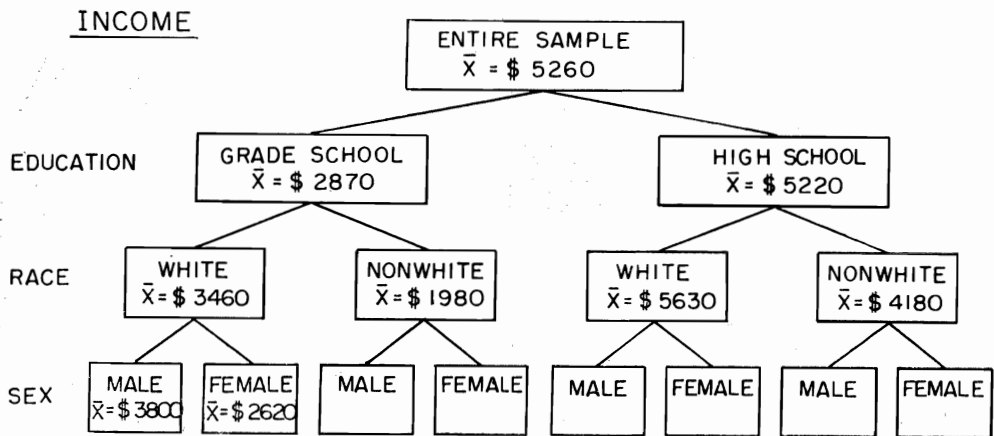 INCOME
ENTIRE SAMPLE
X̄ = $ 5260
EDUCATION
GRADE SCHOOL
X̄ = $ 2870
HIGH SCHOOL
X̄ = $ 5220
RACE
WHITE
X̄ = $ 3460
NONWHITE
X̄ = $ 1980
WHITE
X̄ = $ 5630
NONWHITE
X̄ = $ 4180
SEX
MALE
X̄ = $ 3800
FEMALE
X̄ = $ 2620
MALE
FEMALE
MALE
FEMALE
MALE
FEMALE